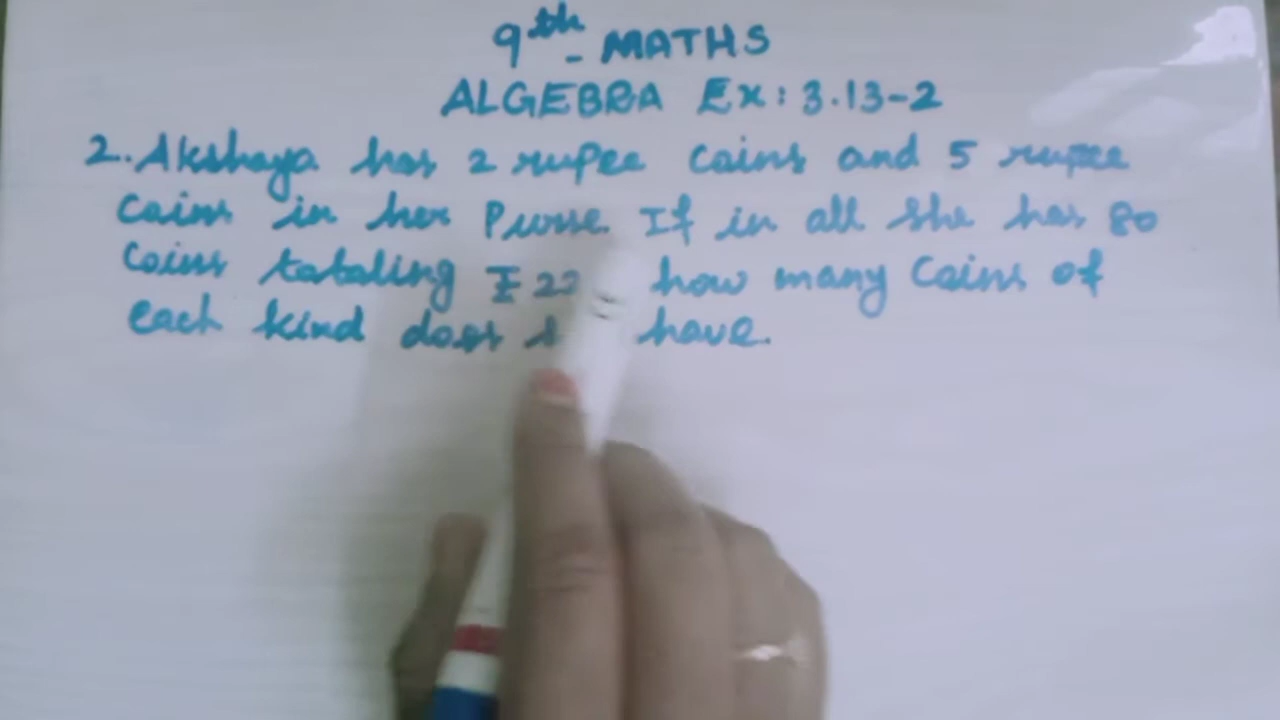 9th - MATHS
ALGEBRA Ex: 3.13-2
2. Akshaya has 2 rupee coins and 5 rupee
coins in her Purse If in all she has 80
coins totaling ₹ 22 how many coins of
each kind does have.